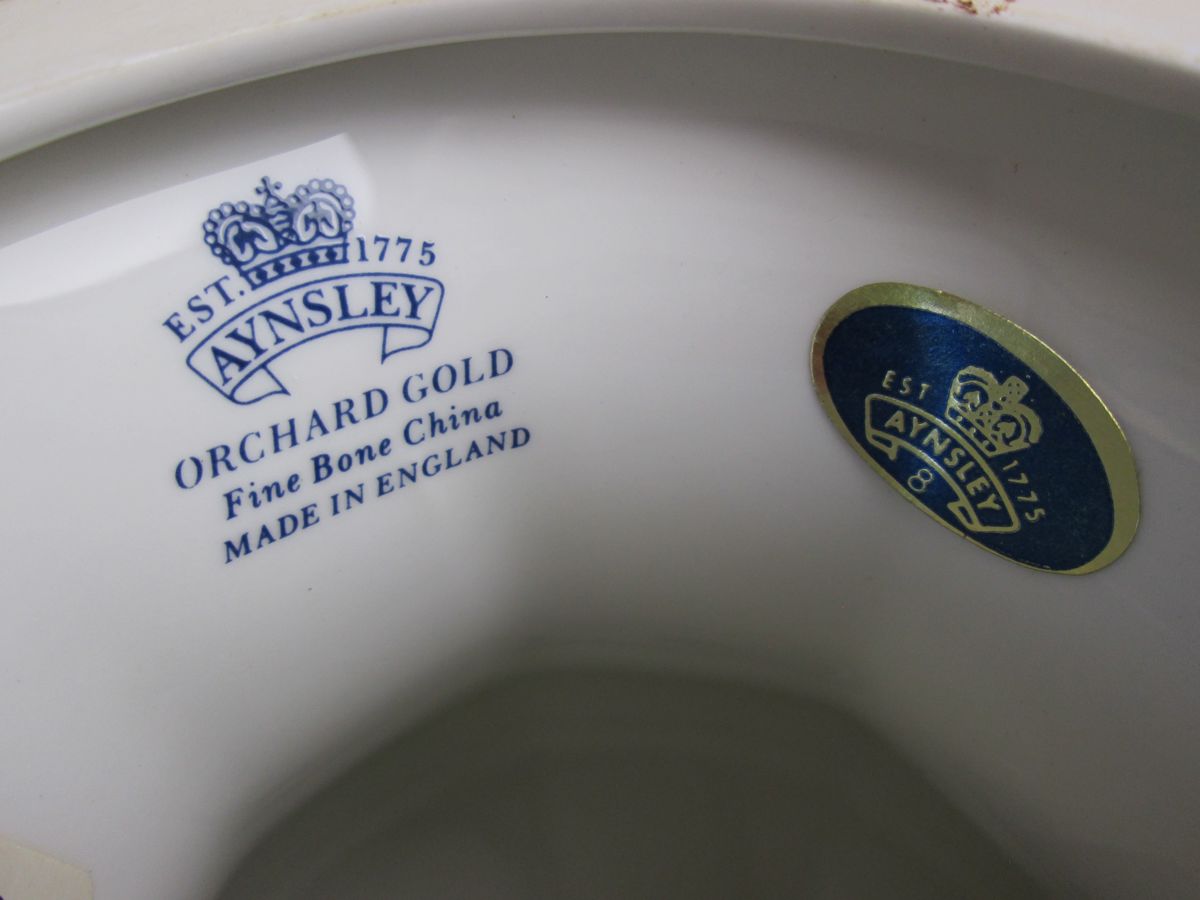 EST. 1775
AYNSLEY
ORCHARD GOLD
Fine Bone China
MADE IN ENGLAND
EST 1775
AYNSLEY
8